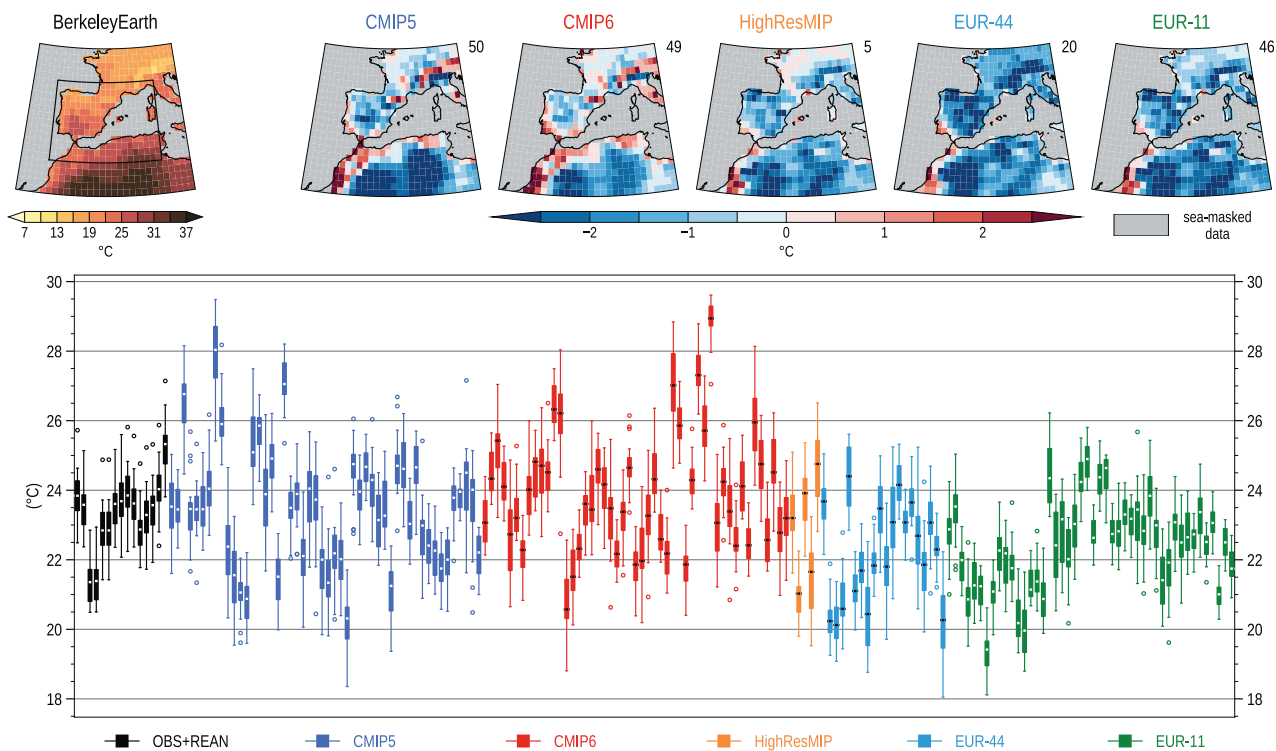 BerkeleyEarth CMIP5 CMIP6 HighResMIP EUR-44 EUR-11
50 49 5 20 46
7 13 19 25 31 37
°C
−2 −1 0 1 2
°C
sea-masked
data
30 30
28 28
26 26
24 24
(°C) (°C)
22 22
20 20
18 18
OBS+REAN CMIP5 CMIP6 HighResMIP EUR-44 EUR-11